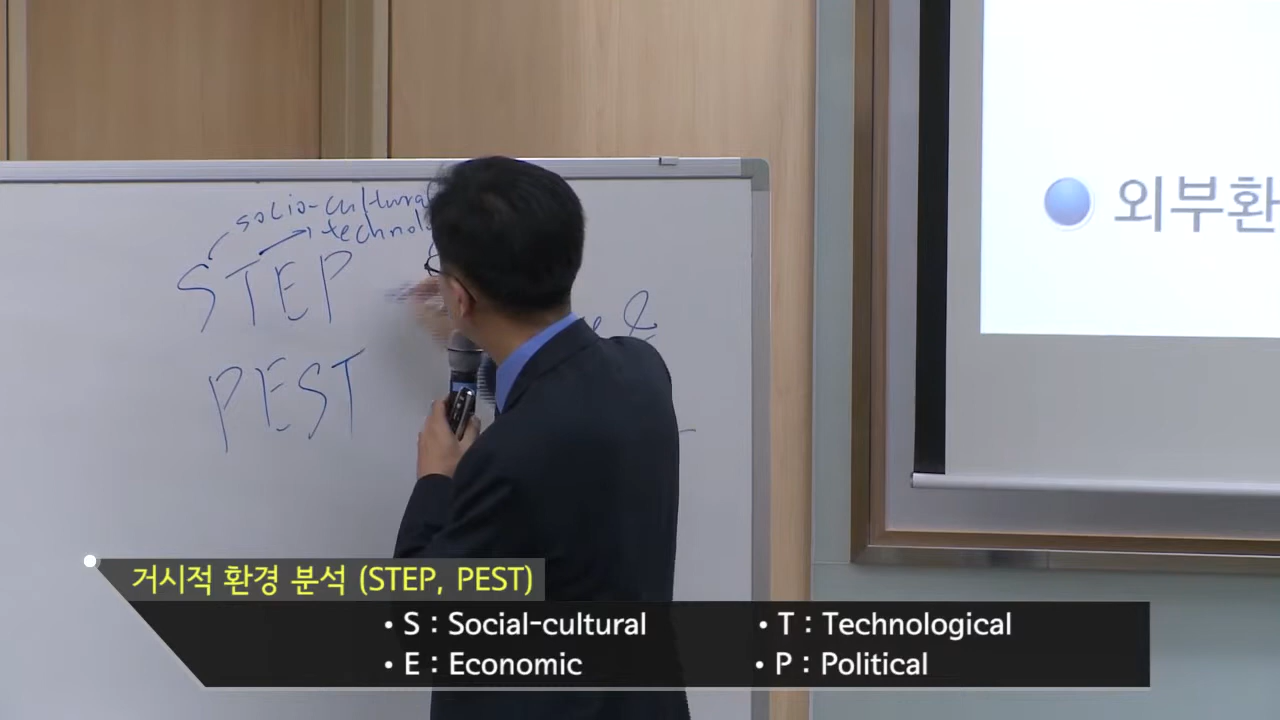 socio-cultural
technolo
STEP
PEST
&
외부환
거시적 환경 분석 (STEP, PEST)
• S : Social-cultural
• T : Technological
• E : Economic
• P : Political